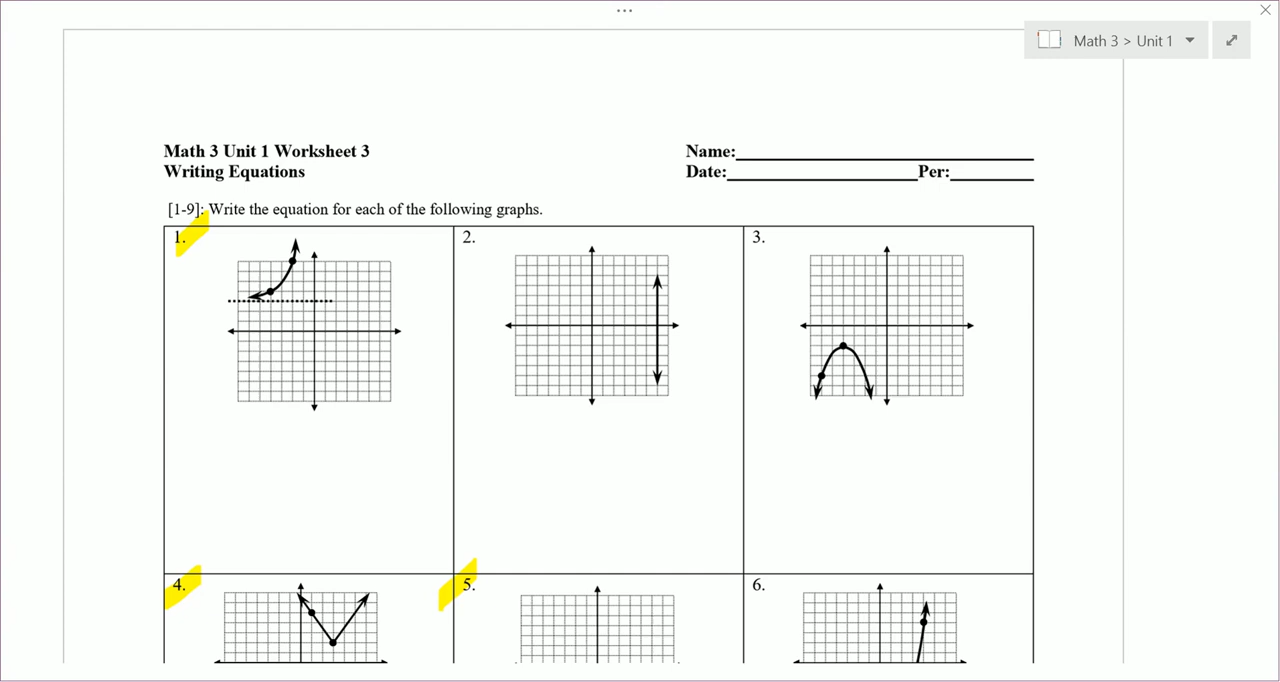 Math 3 > Unit 1
Math 3 Unit 1 Worksheet 3
Name:
Writing Equations
Date: Per:
[1-9]: Write the equation for each of the following graphs.
1.
2.
3.
4.
5.
6.